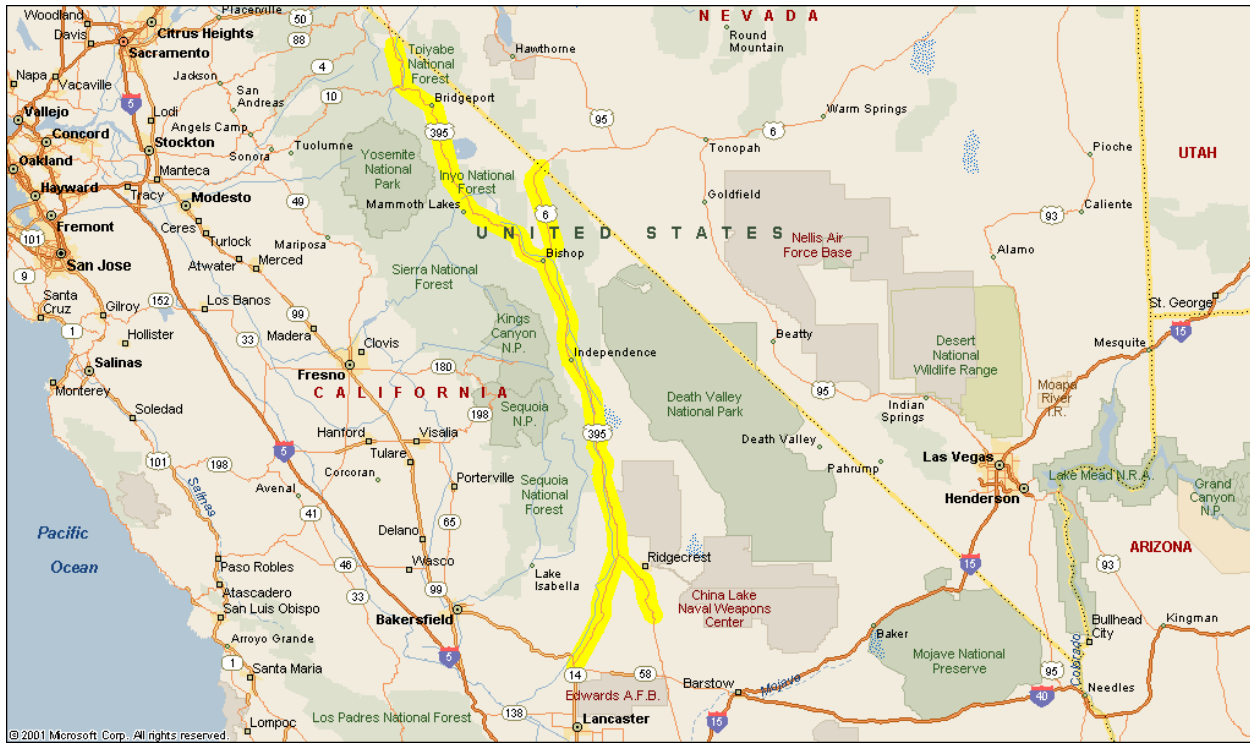 Woodland
Placerville
50
NEVADA
Davis
Citrus Heights
88
Toiyabe
National
Forest
Hawthorne
Round
Mountain
Sacramento
Napa
Vacaville
Jackson
4
5
San
Andreas
10
Bridgeport
Vallejo
Lodi
95
Warm Springs
Angels Camp
395
6
Concord
Stockton
Sonora
Tuolumne
Tonopah
Pioche
UTAH
Oakland
Manteca
Yosemite
National
Park
Inyo National
Forest
Hayward
Tracy
Modesto
49
Mammoth Lakes
6
Goldfield
93
Caliente
Fremont
Ceres
Turlock
UNITED STATES
101
Mariposa
Nellis Air
Force Base
Alamo
San Jose
Atwater
Merced
Bishop
9
Sierra National
Forest
Santa
Cruz
Gilroy
152
Los Banos
St. George
1
99
Kings
Canyon
N.P.
15
Hollister
33
Madera
Clovis
Beatty
Desert
National
Wildlife Range
Mesquite
Salinas
Independence
Fresno
180
Monterey
CALIFORNIA
Death Valley
National Park
95
Moapa
River
I.R.
Soledad
198
Sequoia
N.P.
Indian
Springs
Hanford
Visalia
395
Death Valley
5
Tulare
Las Vegas
101
198
Pahrump
Corcoran
Porterville
Lake Mead N.R.A.
Salinas
Avenal
Sequoia
National
Forest
Henderson
Grand
Canyon
N.P.
41
65
Pacific
Ocean
Delano
ARIZONA
Ridgecrest
Paso Robles
46
Wasco
15
93
Lake
Isabella
Atascadero
33
99
China Lake
Naval Weapons
Center
San Luis Obispo
Bakersfield
Bullhead
City
Kingman
Arroyo Grande
Baker
5
Mojave National
Preserve
1
Santa Maria
14
58
95
Colorado
Edwards A.F.B.
Barstow
Mojave
Needles
40
Los Padres National Forest
138
Lancaster
15
Lompoc
© 2001 Microsoft Corp. All rights reserved.